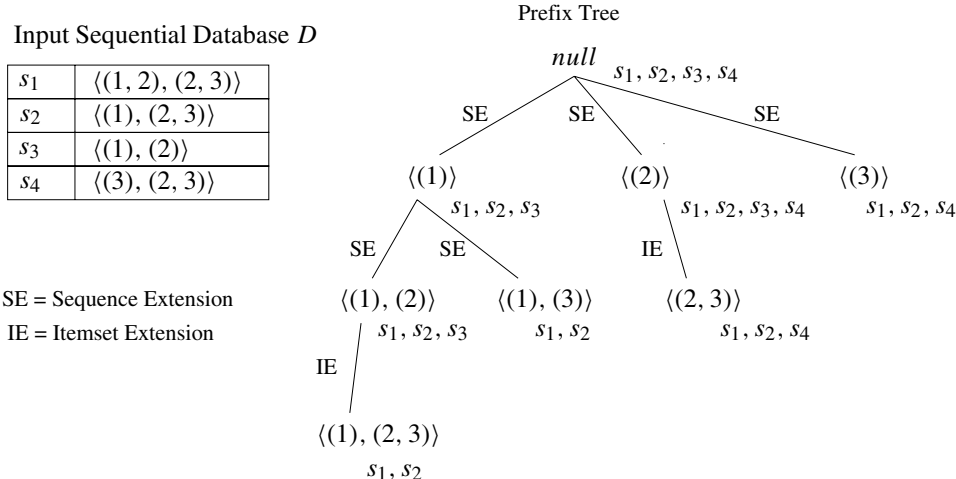 Prefix Tree
Input Sequential Database D
null
s1, s2, s3, s4
s1 ⟨(1, 2), (2, 3)⟩
s2 ⟨(1), (2, 3)⟩
s3 ⟨(1), (2)⟩
s4 ⟨(3), (2, 3)⟩
SE SE SE
⟨(1)⟩ ⟨(2)⟩ ⟨(3)⟩
s1, s2, s3 s1, s2, s3, s4 s1, s2, s4
SE SE IE
SE = Sequence Extension
IE = Itemset Extension
⟨(1), (2)⟩ ⟨(1), (3)⟩ ⟨(2, 3)⟩
s1, s2, s3 s1, s2 s1, s2, s4
IE
⟨(1), (2, 3)⟩
s1, s2